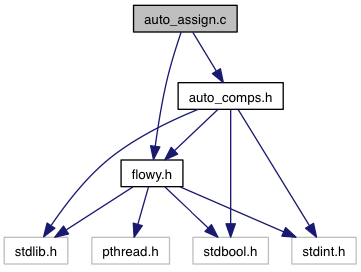 auto_assign.c
auto_comps.h
flowy.h
stdlib.h
pthread.h
stdbool.h
stdint.h